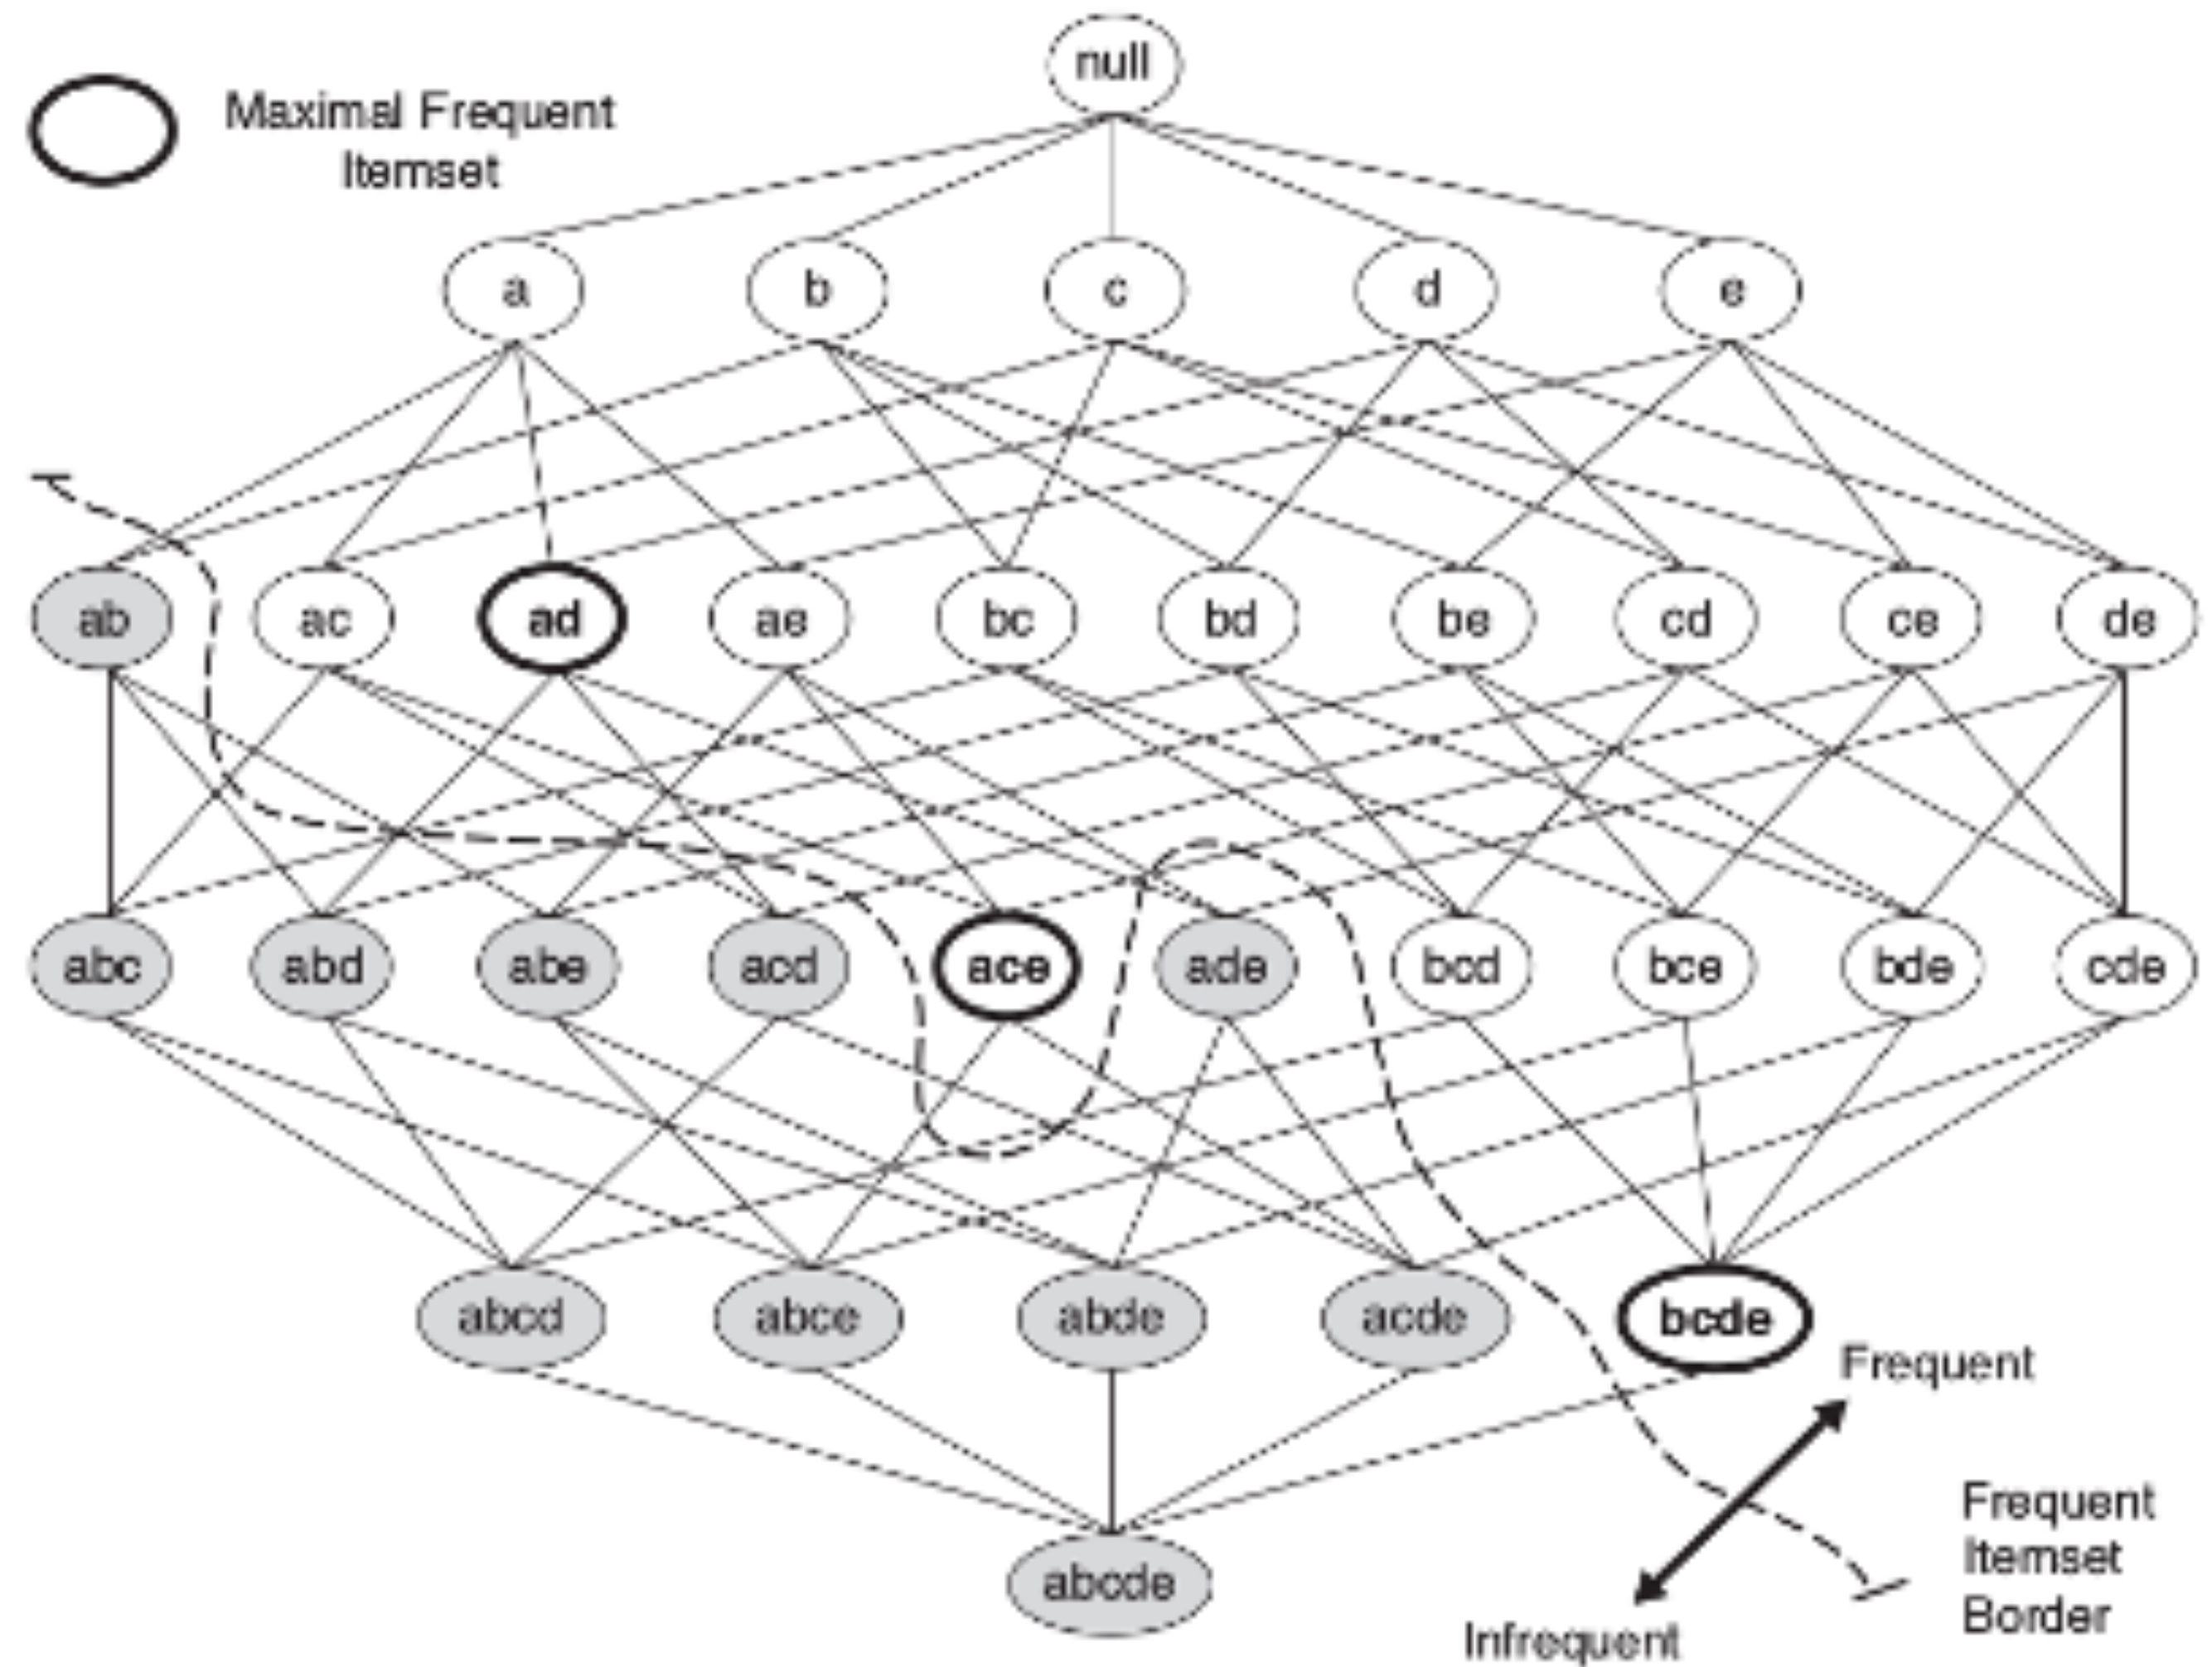 null
Maximal Frequent
Itemset
a b c d e
ab ac ad ae bc bd be cd ce de
abc abd abe acd ace ade bcd bce bde cde
abcd abce abde acde bcde
Frequent
Frequent
Itemset
Border
abcde
Infrequent